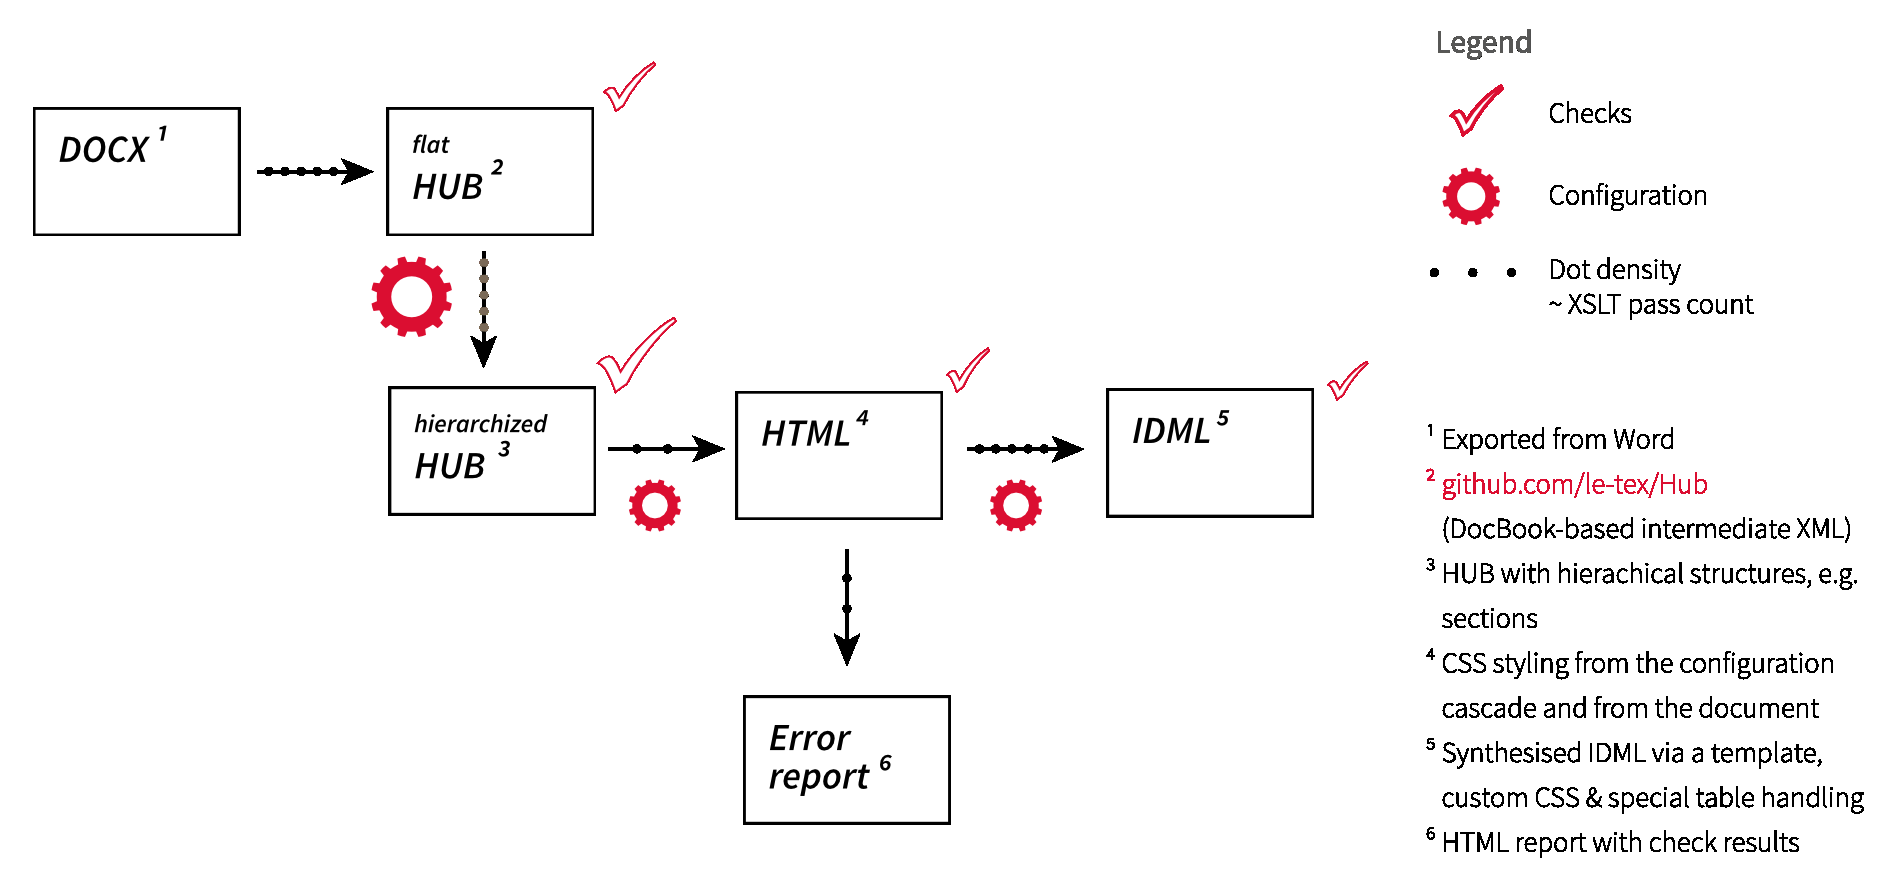 DOCX 1
flat
HUB 2
hierarchized
HUB 3
HTML 4
IDML 5
Error
report 6
Legend
Checks
Configuration
Dot density
~ XSLT pass count
1 Exported from Word
2 github.com/le-tex/Hub
(DocBook-based intermediate XML)
3 HUB with hierachical structures, e.g.
sections
4 CSS styling from the configuration
cascade and from the document
5 Synthesised IDML via a template,
custom CSS & special table handling
6 HTML report with check results